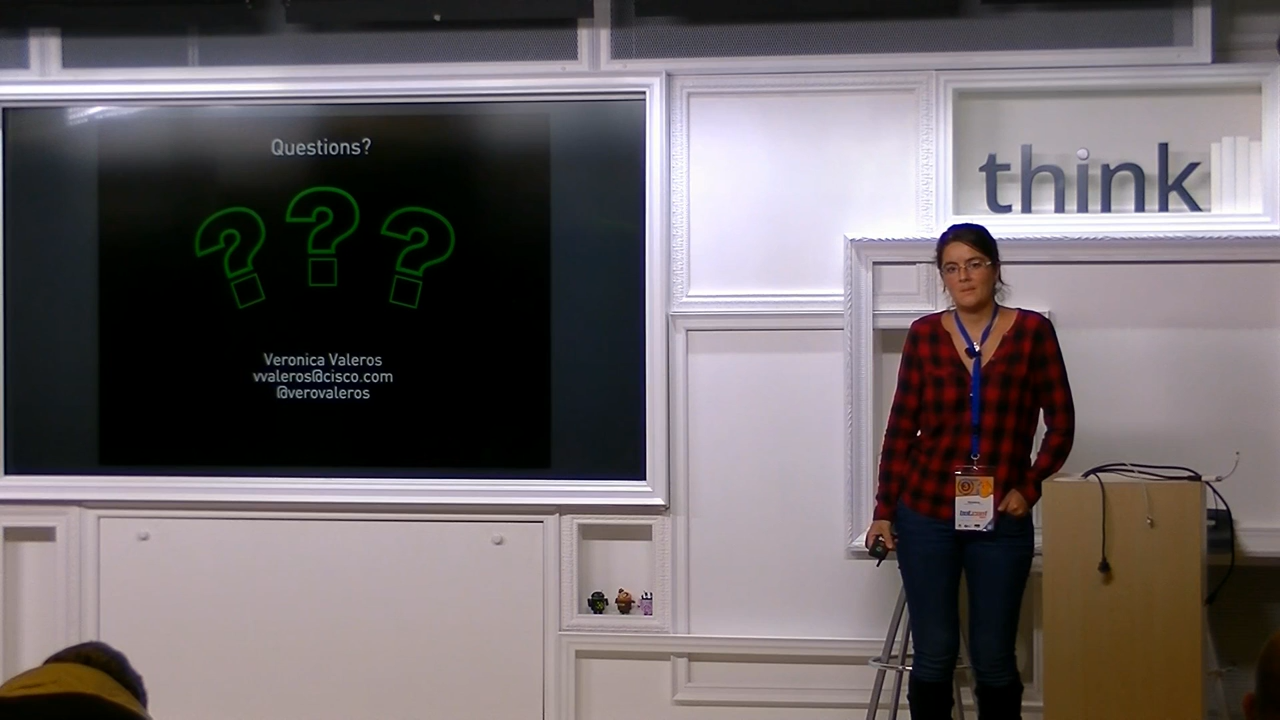 Questions?
???
Veronica Valeros
vvaleros@cisco.com
@verovaleros
think